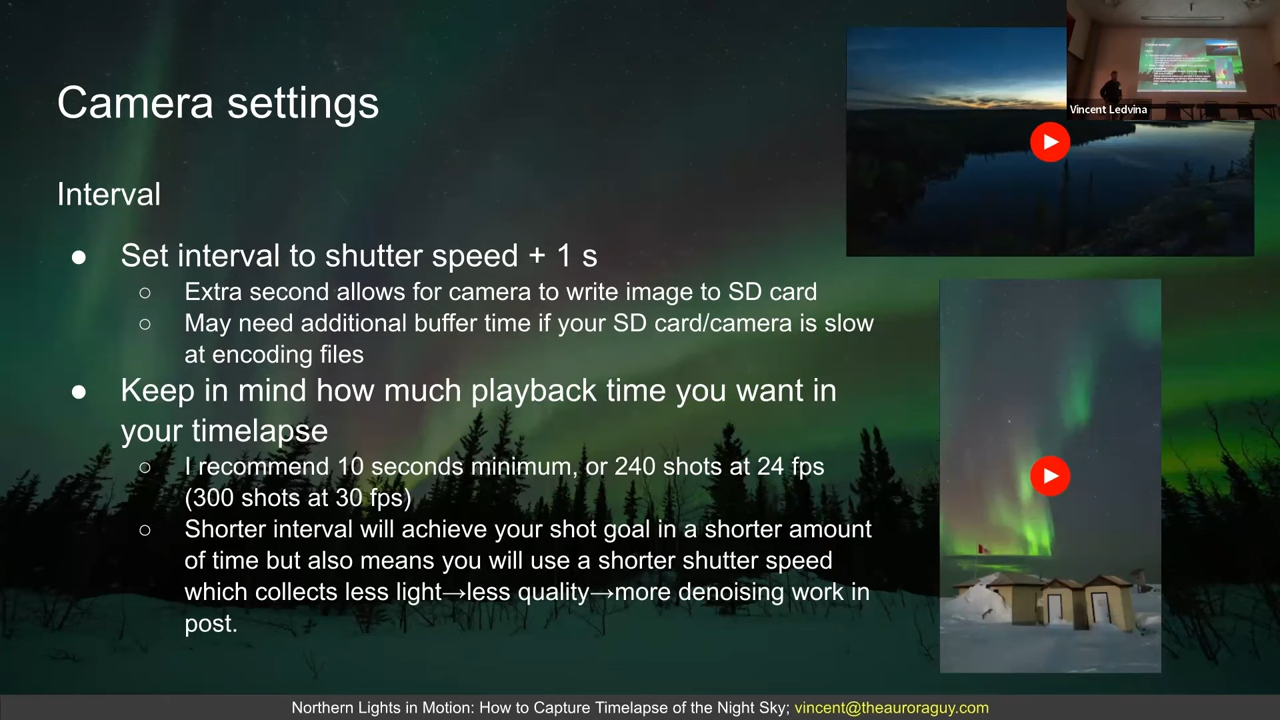 Camera settings
Interval
● Set interval to shutter speed + 1 s
○ Extra second allows for camera to write image to SD card
○ May need additional buffer time if your SD card/camera is slow
at encoding files
● Keep in mind how much playback time you want in
your timelapse
○ I recommend 10 seconds minimum, or 240 shots at 24 fps
(300 shots at 30 fps)
○ Shorter interval will achieve your shot goal in a shorter amount
of time but also means you will use a shorter shutter speed
which collects less light→less quality→more denoising work in
post.
Vincent Ledvina
Northern Lights in Motion: How to Capture Timelapse of the Night Sky; vincent@theauroraguy.com